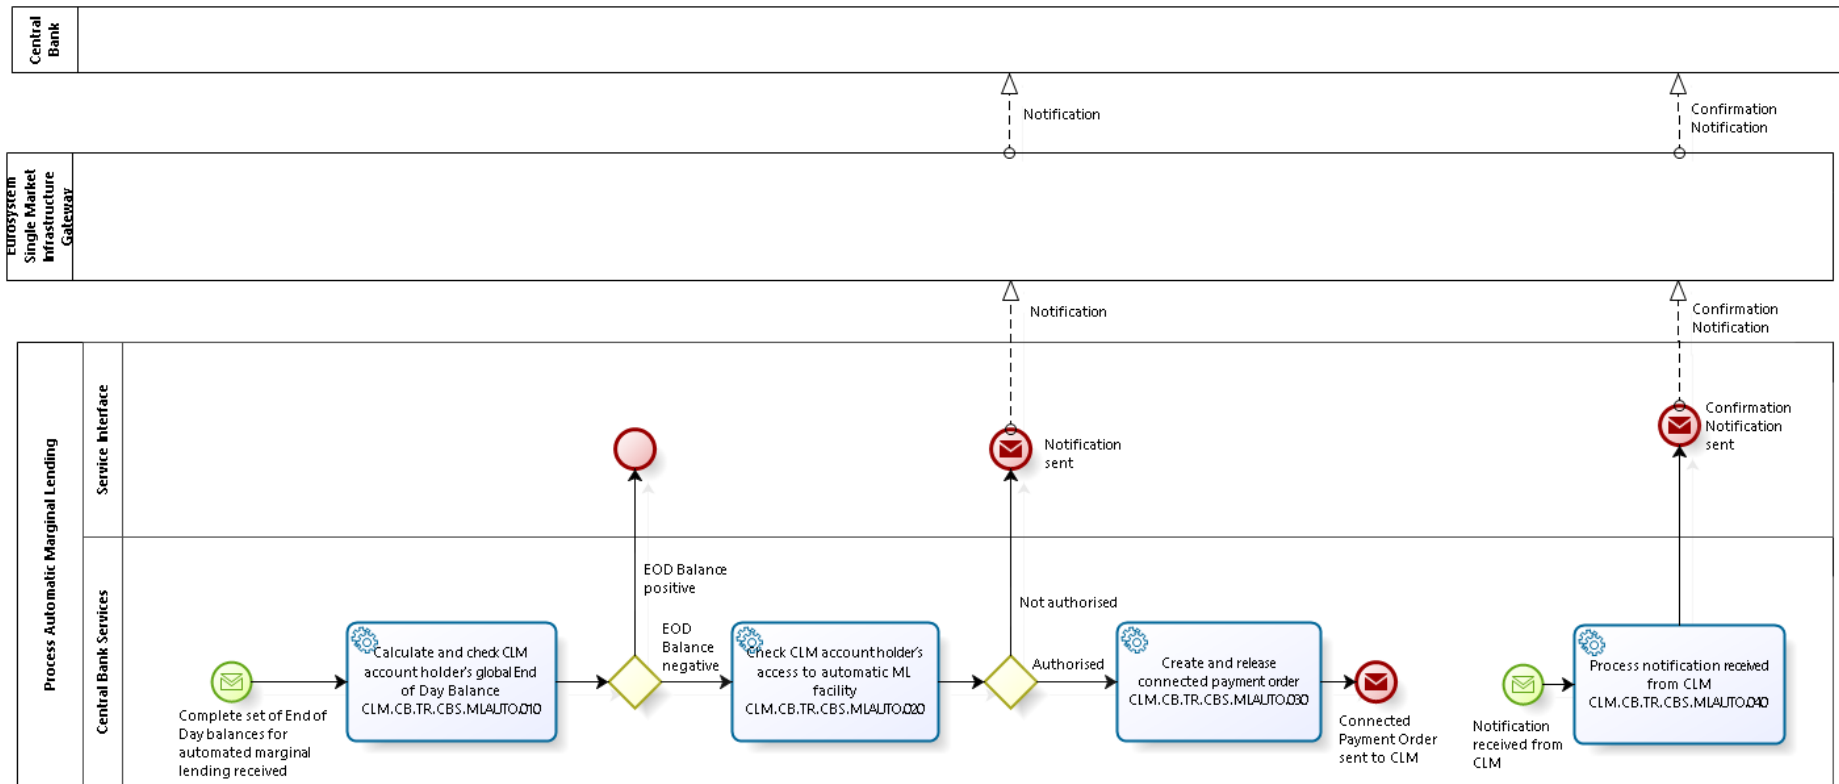 Central
Bank
Notification
Confirmation
Notification
Eurosystem
Single Market
Infrastructure
Gateway
Notification
Confirmation
Notification
Process Automatic Marginal Lending
Service Interface
Notification
sent
Confirmation
Notification
sent
Central Bank Services
EOD Balance
positive
EOD
Balance
negative
Not authorised
Authorised
Complete set of End of
Day balances for
automated marginal
lending received
Calculate and check CLM
account holder's global End
of Day Balance
CLM.CB.TR.CBS.MLAUTO.010
Check CLM account holder's
access to automatic ML
facility
CLM.CB.TR.CBS.MLAUTO.020
Create and release
connected payment order
CLM.CB.TR.CBS.MLAUTO.030
Connected
Payment Order
sent to CLM
Notification
received from
CLM
Process notification received
from CLM
CLM.CB.TR.CBS.MLAUTO.040